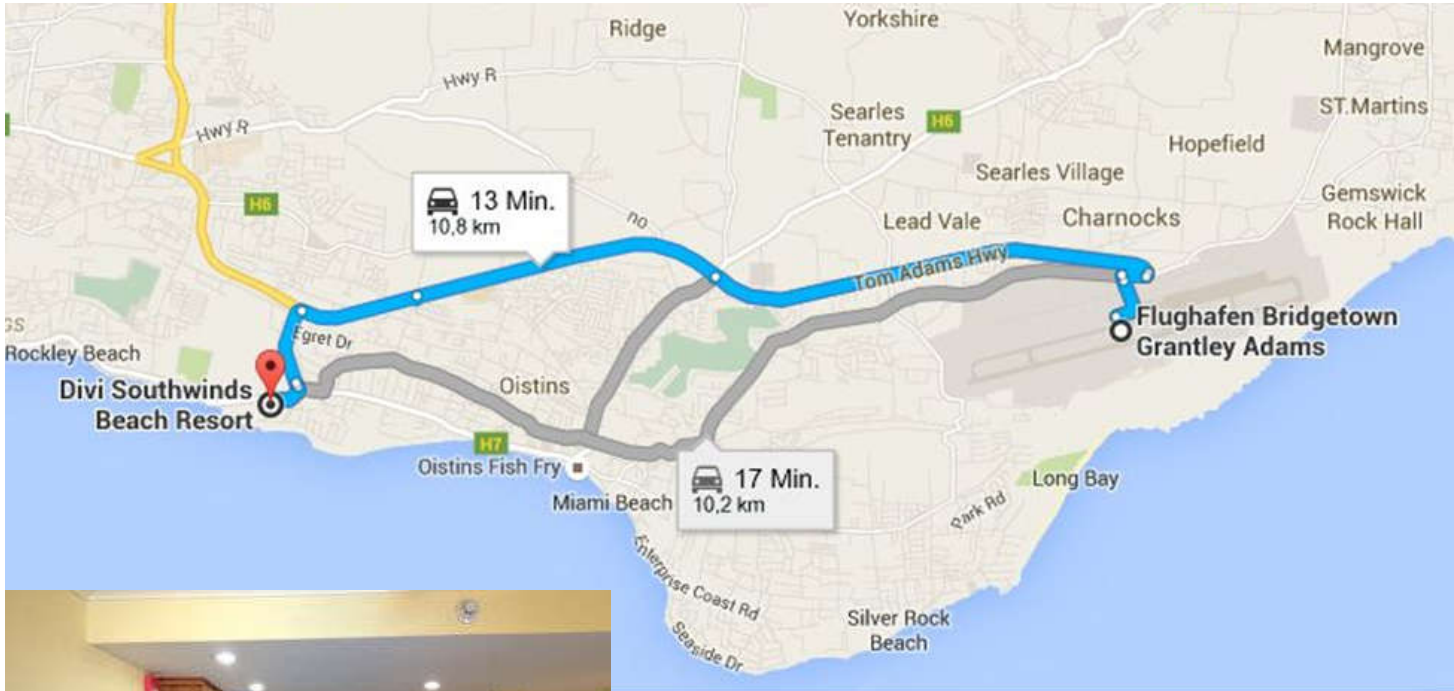 Yorkshire
Ridge
Mangrove
Hwy R
ST.Martins
Searles
Tenantry
H6
Hwy R
Hopefield
Searles Village
13 Min.
10,8 km
H6
Gemswick
Rock Hall
Lead Vale
Charnocks
no
Tom Adams Hwy
Flughafen Bridgetown
Grantley Adams
Egret Dr
GS
Rockley Beach
Divi Southwinds
Beach Resort
Oistins
H7
Oistins Fish Fry
17 Min.
10,2 km
Long Bay
Miami Beach
Park Rd
Enterprise Coast Rd
Silver Rock
Beach
Seaside Dr